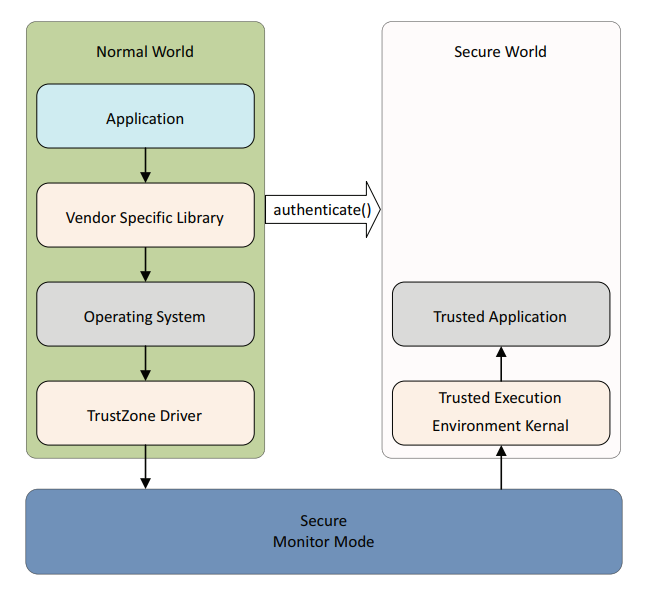 Normal World
Application
Vendor Specific Library
Operating System
TrustZone Driver
authenticate()
Secure World
Trusted Application
Trusted Execution
Environment Kernal
Secure
Monitor Mode